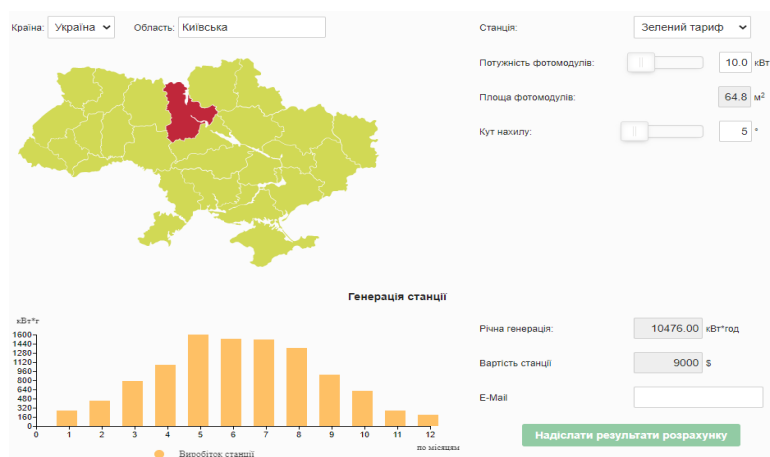 Країна: Україна Область: Київська
Станція: Зелений тариф
Потужність фотомодулів: 10.0 кВт
Площа фотомодулів: 64.8 м²
Кут нахилу: 5 °
Генерація станції
кВт*г
1600
1440
1280
1120
960
800
640
480
320
160
0 1 2 3 4 5 6 7 8 9 10 11 12
по місяцям
Виробіток станції
Річна генерація: 10476.00 кВт*год
Вартість станції 9000 $
E-Mail
Надіслати результати розрахунку